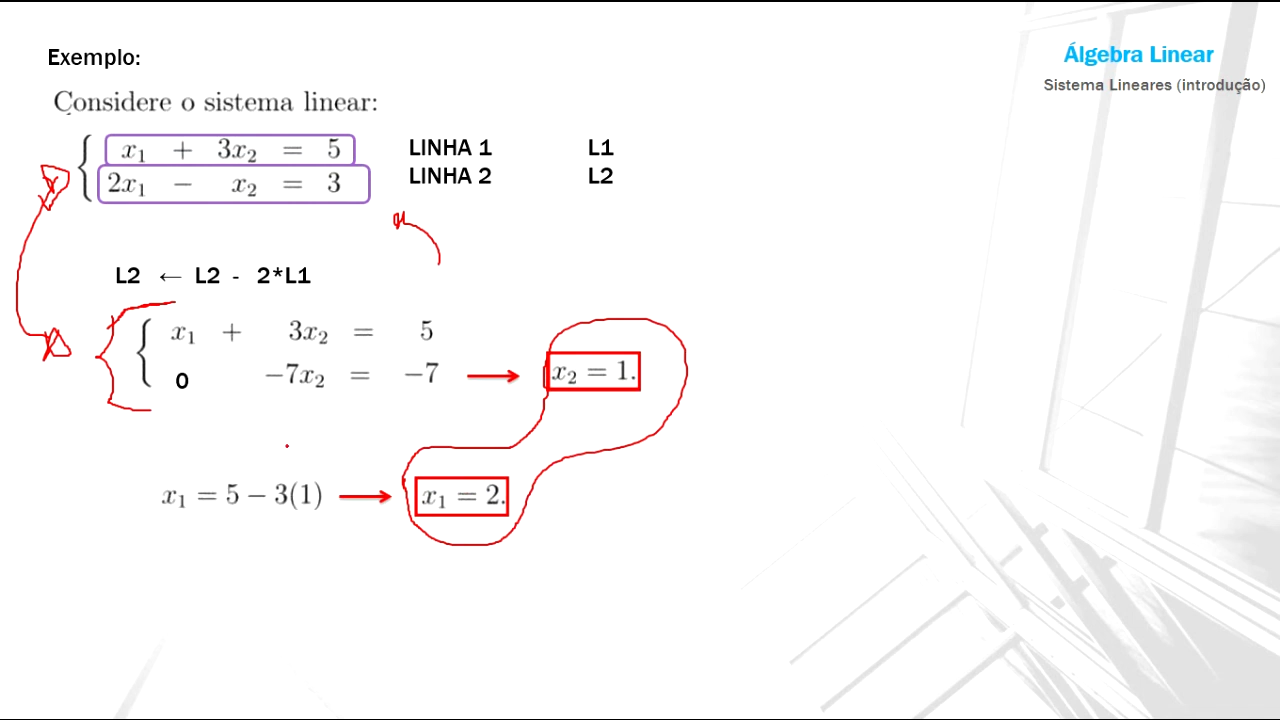 Exemplo:
Álgebra Linear
Sistema Lineares (introdução)
Considere o sistema linear:
x₁ + 3x₂ = 5 LINHA 1 L1
2x₁ − x₂ = 3 LINHA 2 L2
L2 ← L2 - 2*L1
x₁ + 3x₂ = 5
0 −7x₂ = −7 → x₂ = 1.
x₁ = 5 − 3(1) → x₁ = 2.